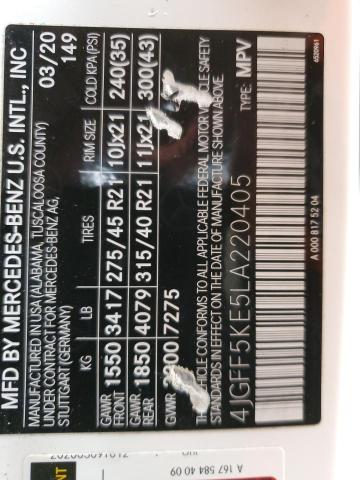 MFD BY MERCEDES-BENZ U.S. INTL., INC
MANUFACTURED IN USA (ALABAMA, TUSCALOOSA COUNTY)
UNDER CONTRACT FOR MERCEDES-BENZ AG,
STUTTGART (GERMANY)
03/20
149
KG LB TIRES RIM SIZE COLD KPA(PSI)
GAWR FRONT 1550 3417 275/45 R21 10Jx21 240(35)
GAWR REAR 1850 4079 315/40 R21 11Jx21 300(43)
GVWR 00 7275
VEHICLE CONFORMS TO ALL APPLICABLE FEDERAL MOTOR VEHICLE SAFETY
STANDARDS IN EFFECT ON THE DATE OF MANUFACTURE SHOWN ABOVE.
4JGFF5KE5LA220405 TYPE: MPV
A 000 817 52 04
6520961
A 167 584 40 09